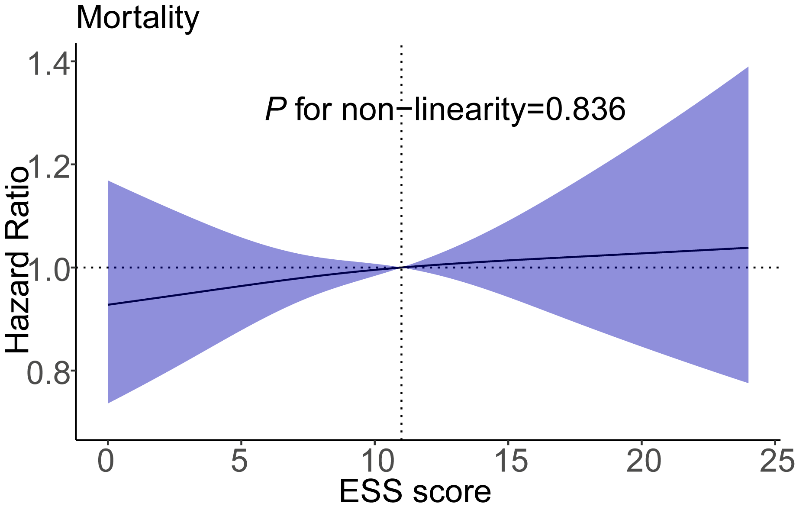 Mortality
P for non−linearity=0.836
Hazard Ratio
1.4
1.2
1.0
0.8
0 5 10 15 20 25
ESS score